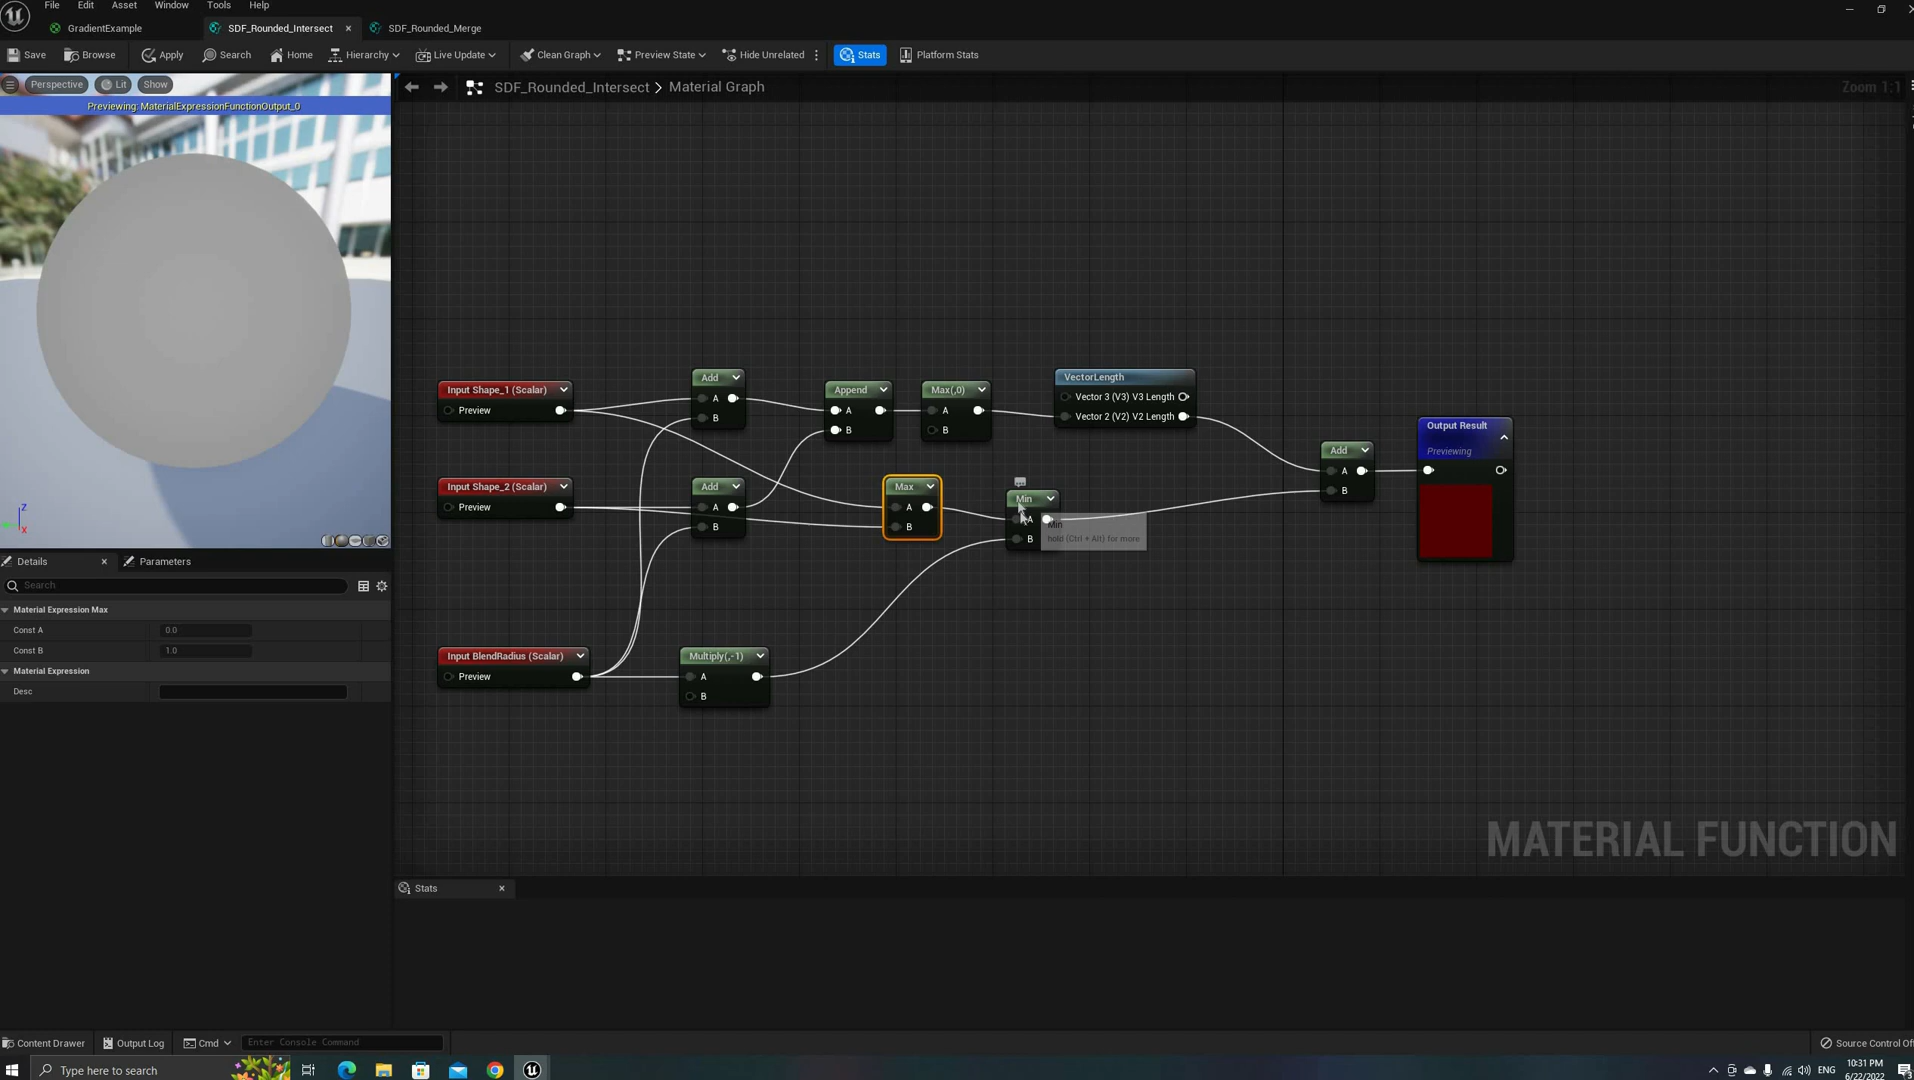 File Edit Asset Window Tools Help
GradientExample SDF_Rounded_Intersect SDF_Rounded_Merge
Save Browse Apply Search Home Hierarchy Live Update Clean Graph Preview State Hide Unrelated Stats Platform Stats
Perspective Lit Show
SDF_Rounded_Intersect > Material Graph
Zoom 1:1
Previewing: MaterialExpressionFunctionOutput_0
Input Shape_1 (Scalar)
Preview
Add
A
B
Append
A
B
Max(,0)
A
B
VectorLength
Vector 3 (V3) V3 Length
Vector 2 (V2) V2 Length
Add
A
B
Output Result
Previewing
Input Shape_2 (Scalar)
Preview
Add
A
B
Max
A
B
Min
A
B
Min
hold (Ctrl + Alt) for more
Input BlendRadius (Scalar)
Preview
Multiply(,-1)
A
B
Z
X
Details Parameters
Search
Material Expression Max
Const A 0.0
Const B 1.0
Material Expression
Desc
MATERIAL FUNCTION
Stats
Content Drawer Output Log Cmd Enter Console Command
Source Control Of
Type here to search
ENG
10:31 PM
6/22/2022